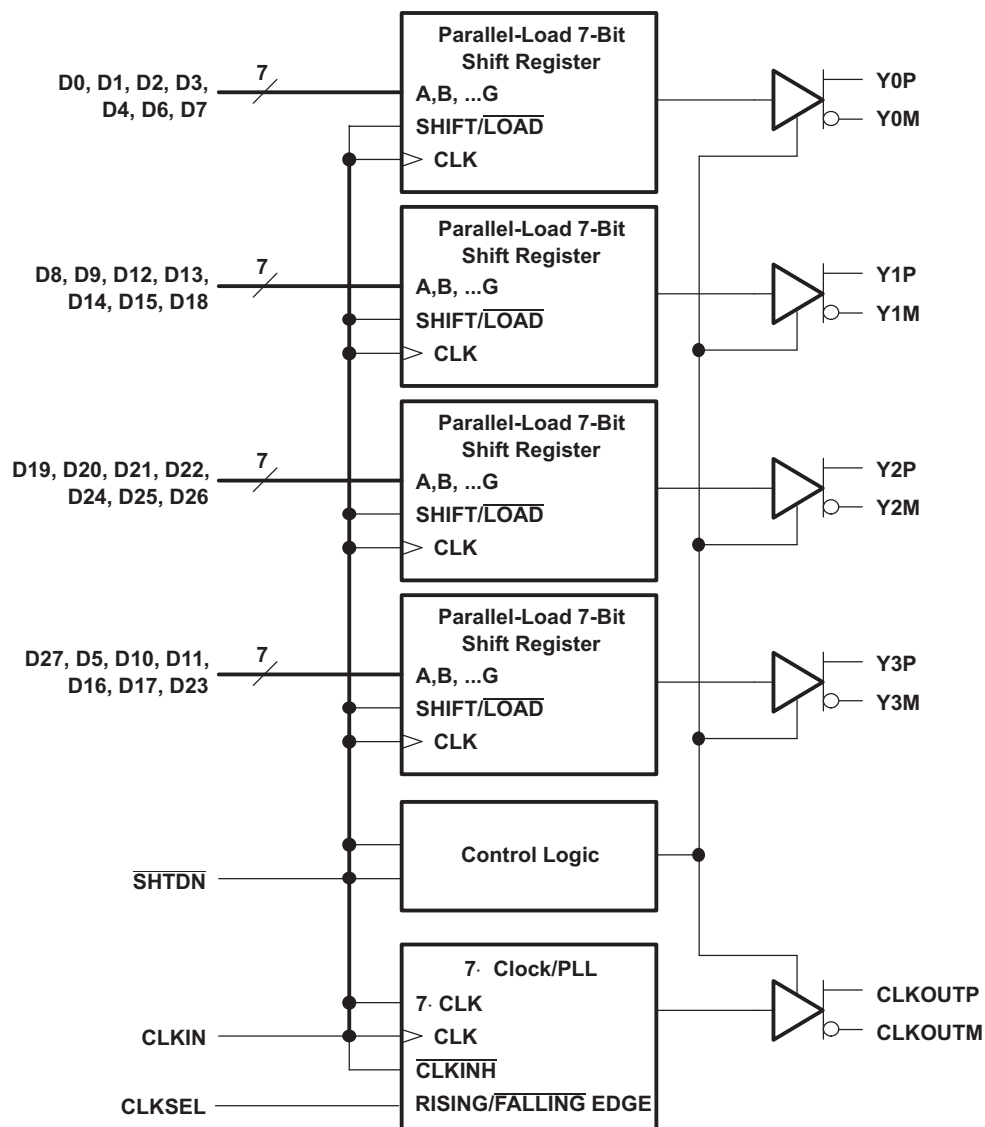 Parallel-Load 7-Bit
Shift Register
D0, D1, D2, D3,
D4, D6, D7
7
A,B, ...G
SHIFT/LOAD
CLK
Y0P
Y0M
Parallel-Load 7-Bit
Shift Register
D8, D9, D12, D13,
D14, D15, D18
7
A,B, ...G
SHIFT/LOAD
CLK
Y1P
Y1M
Parallel-Load 7-Bit
Shift Register
D19, D20, D21, D22,
D24, D25, D26
7
A,B, ...G
SHIFT/LOAD
CLK
Y2P
Y2M
Parallel-Load 7-Bit
Shift Register
D27, D5, D10, D11,
D16, D17, D23
7
A,B, ...G
SHIFT/LOAD
CLK
Y3P
Y3M
Control Logic
SHTDN
7· Clock/PLL
7· CLK
CLKIN
CLK
CLKINH
CLKSEL
RISING/FALLING EDGE
CLKOUTP
CLKOUTM